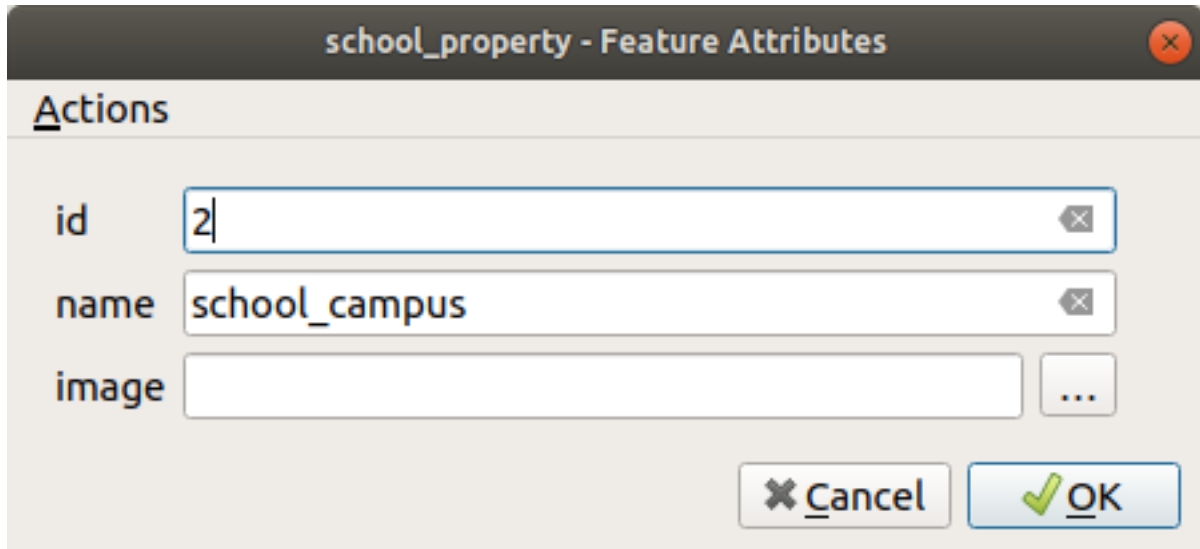 school_property - Feature Attributes
Actions
id 2
name school_campus
image ...
Cancel OK